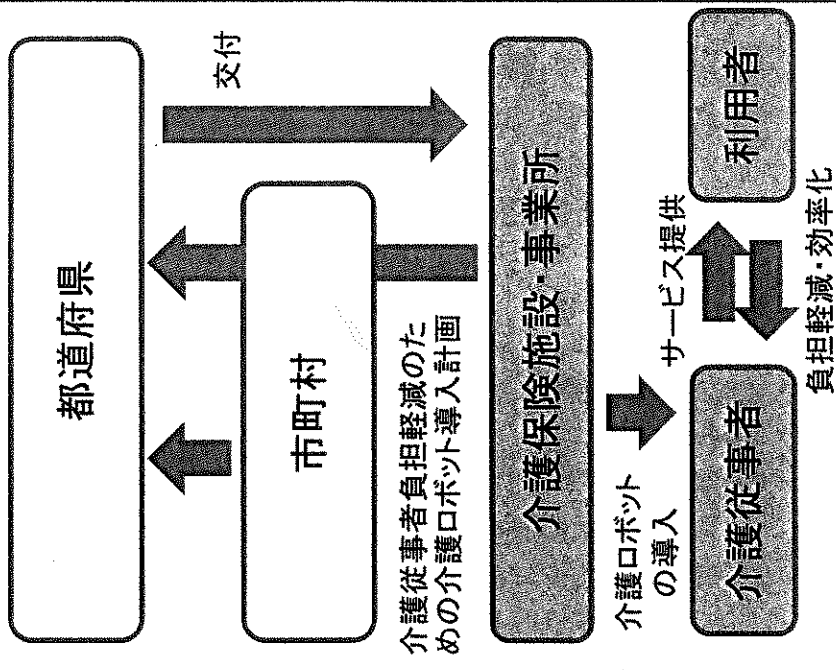 都道府県
交付
市町村
介護従事者負担軽減のた
めの介護ロボット導入計画
介護保険施設・事業所
介護ロボット
の導入
サービス提供
介護従事者
利用者
負担軽減・効率化